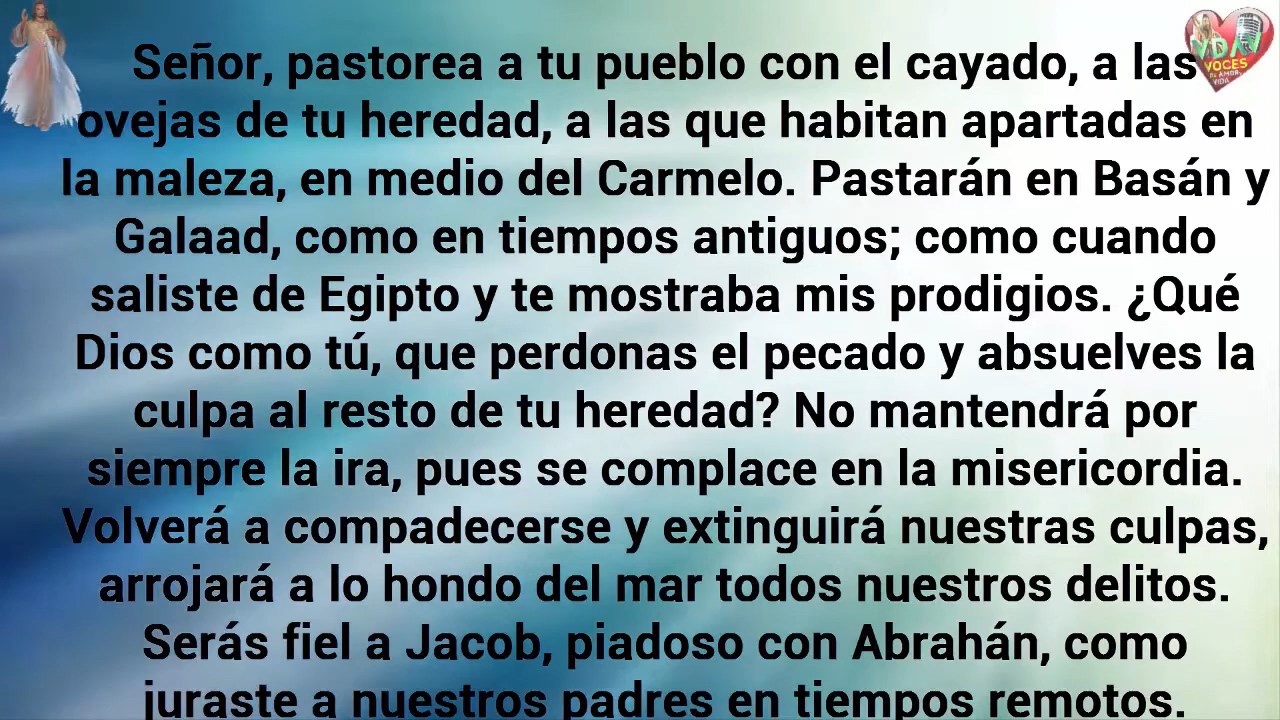 Señor, pastorea a tu pueblo con el cayado, a las
ovejas de tu heredad, a las que habitan apartadas en
la maleza, en medio del Carmelo. Pastarán en Basán y
Galaad, como en tiempos antiguos; como cuando
saliste de Egipto y te mostraba mis prodigios. ¿Qué
Dios como tú, que perdonas el pecado y absuelves la
culpa al resto de tu heredad? No mantendrá por
siempre la ira, pues se complace en la misericordia.
Volverá a compadecerse y extinguirá nuestras culpas,
arrojará a lo hondo del mar todos nuestros delitos.
Serás fiel a Jacob, piadoso con Abrahán, como
juraste a nuestros padres en tiempos remotos.
VDAV
VOCES
DE AMOR
VIDA